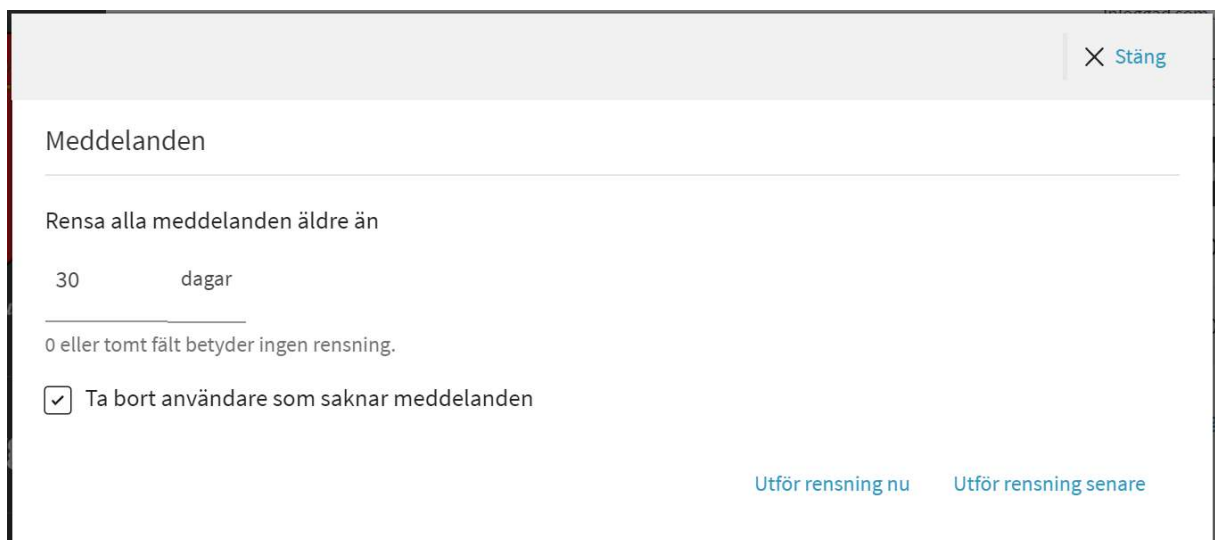 Stäng
Meddelanden
Rensa alla meddelanden äldre än
30 dagar
0 eller tomt fält betyder ingen rensning.
Ta bort användare som saknar meddelanden
Utför rensning nu Utför rensning senare